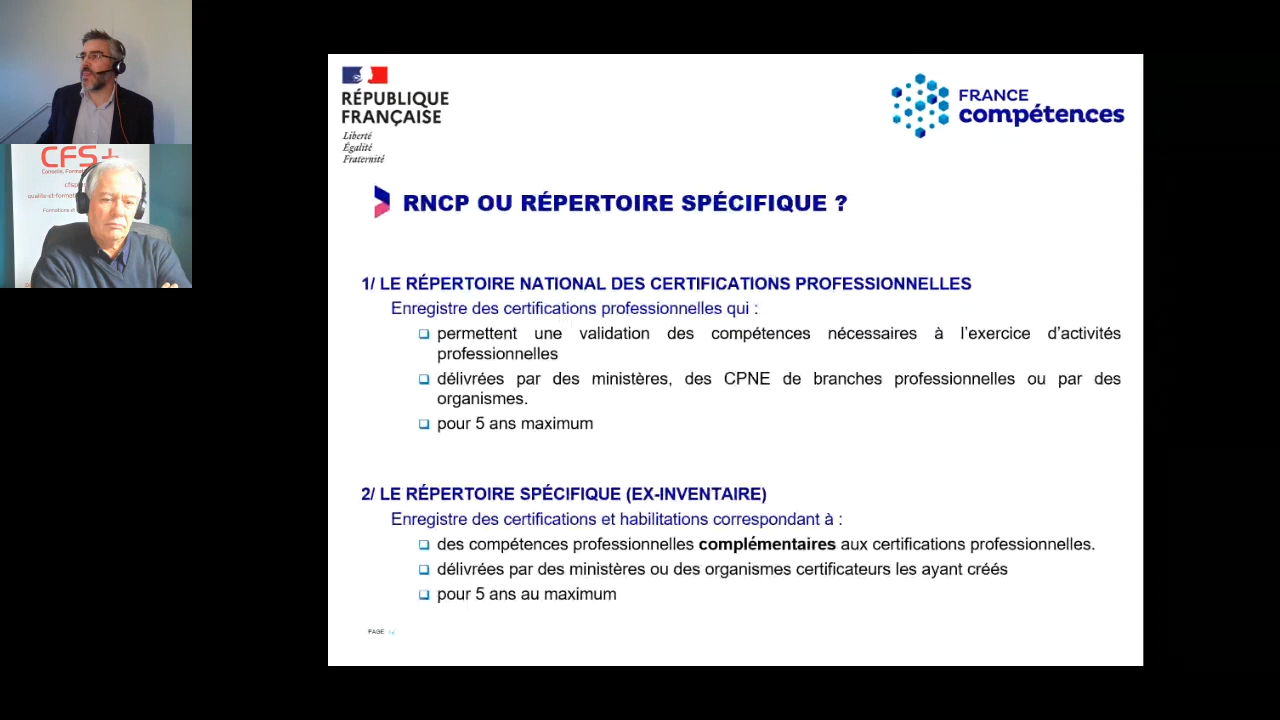 CFS+
RÉPUBLIQUE
FRANÇAISE
Liberté
Égalité
Fraternité
FRANCE
compétences
RNCP OU RÉPERTOIRE SPÉCIFIQUE ?
1/ LE RÉPERTOIRE NATIONAL DES CERTIFICATIONS PROFESSIONNELLES
Enregistre des certifications professionnelles qui :
permettent une validation des compétences nécessaires à l'exercice d'activités
professionnelles
délivrées par des ministères, des CPNE de branches professionnelles ou par des
organismes.
pour 5 ans maximum
2/ LE RÉPERTOIRE SPÉCIFIQUE (EX-INVENTAIRE)
Enregistre des certifications et habilitations correspondant à :
des compétences professionnelles complémentaires aux certifications professionnelles.
délivrées par des ministères ou des organismes certificateurs les ayant créés
pour 5 ans au maximum
PAGE